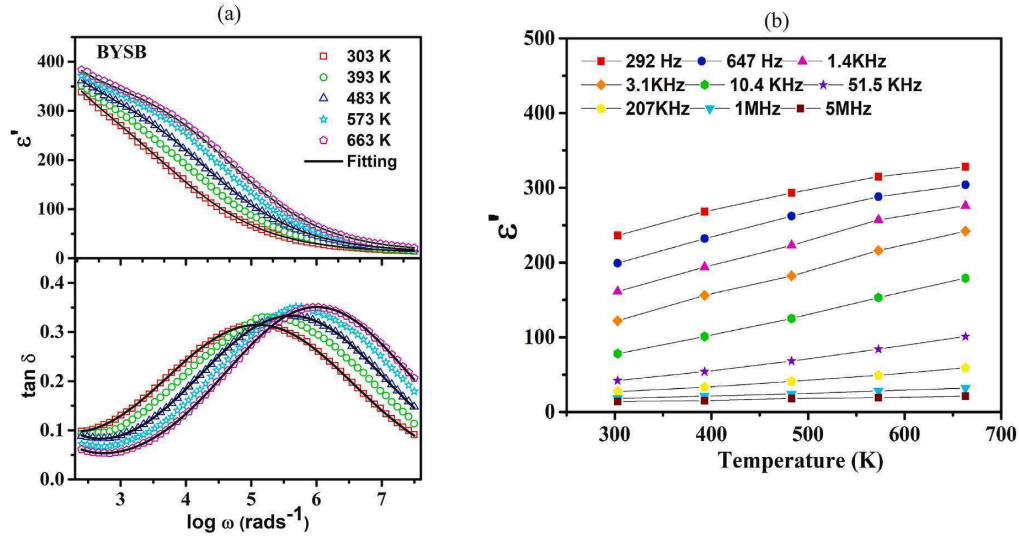 (a)
BYSB
303 K
393 K
483 K
573 K
663 K
Fitting
400
300
200
100
0
ε'
0.4
0.3
0.2
0.1
0.0
tan δ
3 4 5 6 7
log ω (rads⁻¹)
(b)
292 Hz 647 Hz 1.4KHz
3.1KHz 10.4 KHz 51.5 KHz
207KHz 1MHz 5MHz
500
400
300
200
100
0
ε'
300 400 500 600 700
Temperature (K)